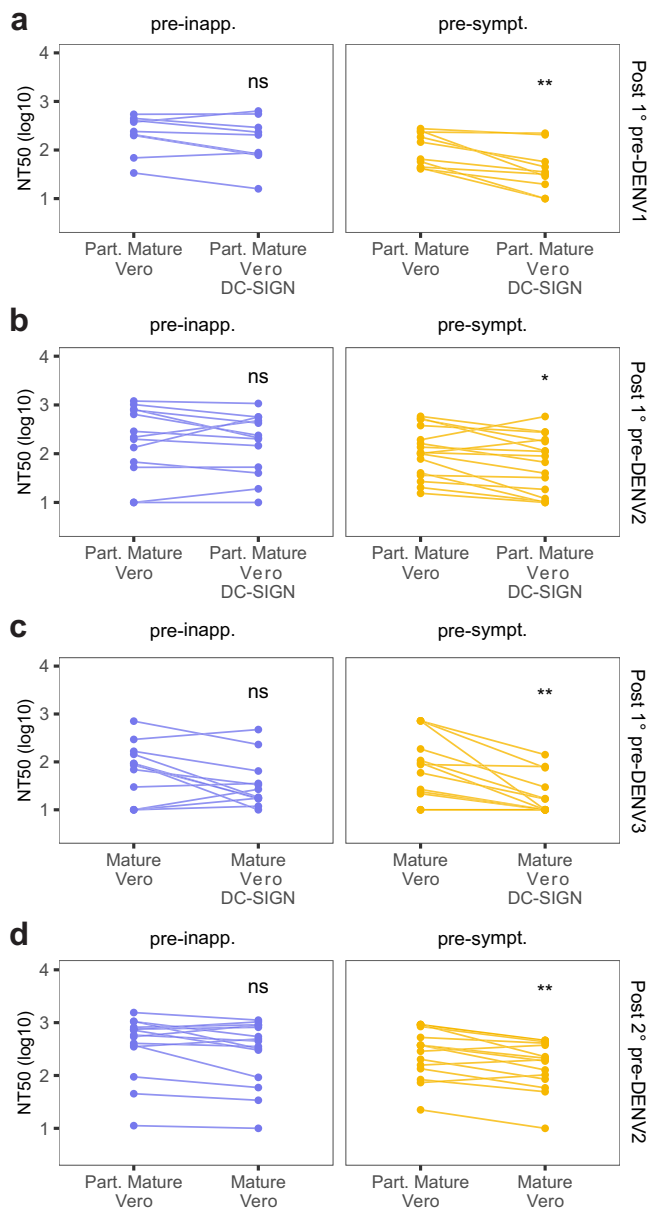 a
pre-inapp.
pre-sympt.
4
3
2
1
NT50 (log10)
ns
**
Post 1° pre-DENV1
Part. Mature
Vero
Part. Mature
Vero
DC-SIGN
Part. Mature
Vero
Part. Mature
Vero
DC-SIGN
b
pre-inapp.
pre-sympt.
4
3
2
1
NT50 (log10)
ns
*
Post 1° pre-DENV2
Part. Mature
Vero
Part. Mature
Vero
DC-SIGN
Part. Mature
Vero
Part. Mature
Vero
DC-SIGN
c
pre-inapp.
pre-sympt.
4
3
2
1
NT50 (log10)
ns
**
Post 1° pre-DENV3
Mature
Vero
Mature
Vero
DC-SIGN
Mature
Vero
Mature
Vero
DC-SIGN
d
pre-inapp.
pre-sympt.
4
3
2
1
NT50 (log10)
ns
**
Post 2° pre-DENV2
Part. Mature
Vero
Mature
Vero
Part. Mature
Vero
Mature
Vero